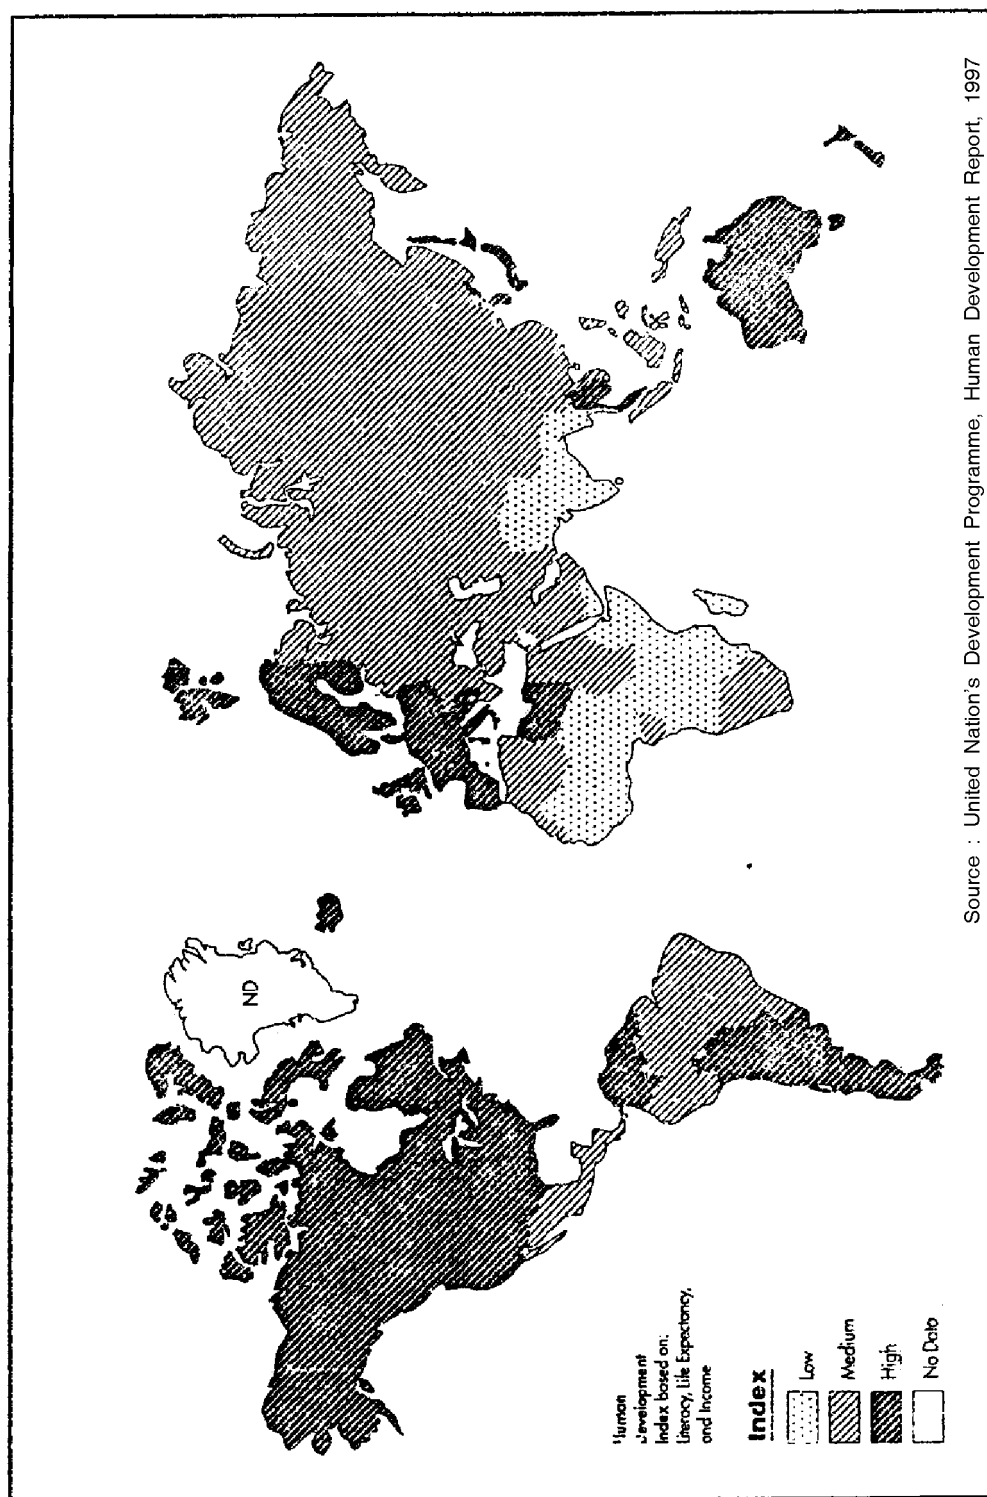 ND
Human
Development
Index based on:
Literacy, Life Expectancy,
and Income
Index
Low
Medium
High
No Data
Source : United Nation's Development Programme, Human Development Report, 1997